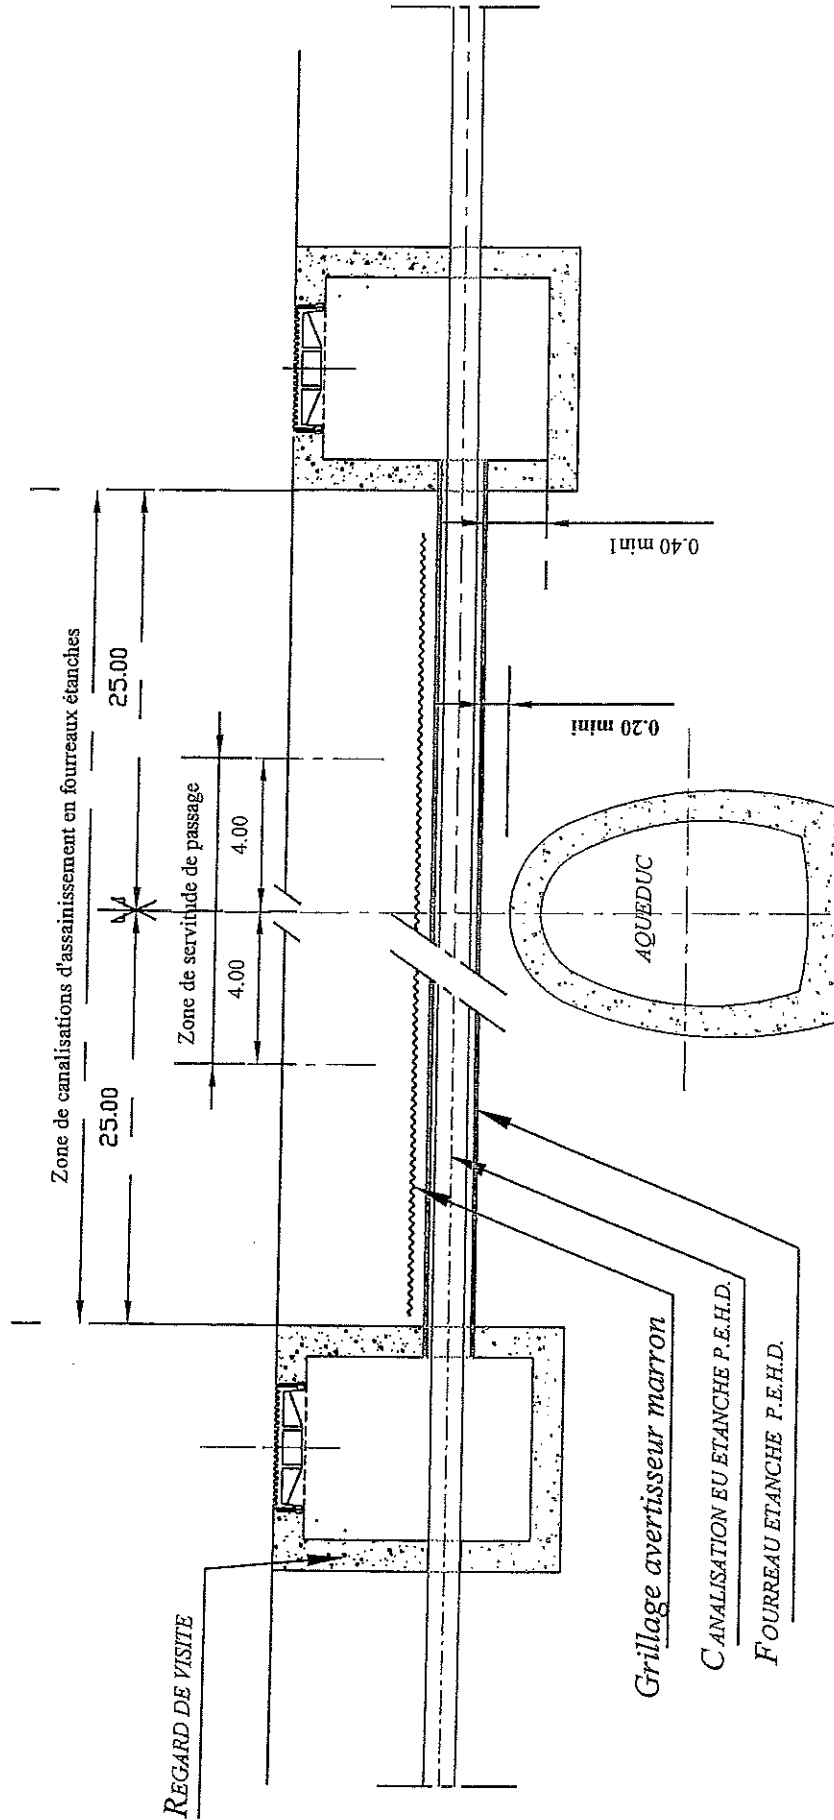 Zone de canalisations d'assainissement en fourreaux étanches
25.00
25.00
Zone de servitude de passage
4.00
4.00
REGARD DE VISITE
0.20 mini
0.40 mini
AQUEDUC
Grillage avertisseur marron
CANALISATION EU ETANCHE P.E.H.D.
FOURREAU ETANCHE P.E.H.D.